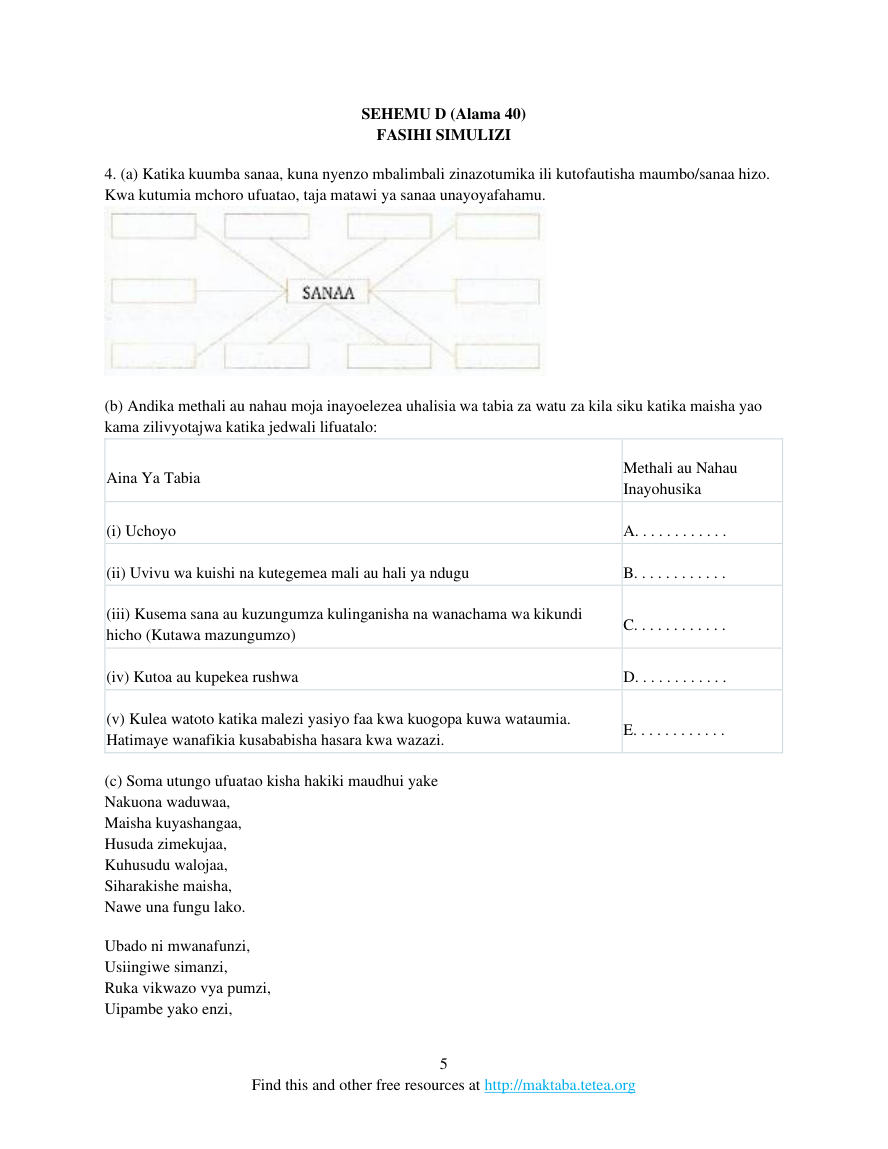 SEHEMU D (Alama 40)
FASIHI SIMULIZI
4. (a) Katika kuumba sanaa, kuna nyenzo mbalimbali zinazotumika ili kutofautisha maumbo/sanaa hizo.
Kwa kutumia mchoro ufuatao, taja matawi ya sanaa unayoyafahamu.
SANAA
(b) Andika methali au nahau moja inayoelezea uhalisia wa tabia za watu za kila siku katika maisha yao
kama zilivyotajwa katika jedwali lifuatalo:
Aina Ya Tabia
Methali au Nahau
Inayohusika
(i) Uchoyo
A. . . . . . . . . . . .
(ii) Uvivu wa kuishi na kutegemea mali au hali ya ndugu
B. . . . . . . . . . . .
(iii) Kusema sana au kuzungumza kulinganisha na wanachama wa kikundi
hicho (Kutawa mazungumzo)
C. . . . . . . . . . . .
(iv) Kutoa au kupekea rushwa
D. . . . . . . . . . . .
(v) Kulea watoto katika malezi yasiyo faa kwa kuogopa kuwa wataumia.
Hatimaye wanafikia kusababisha hasara kwa wazazi.
E. . . . . . . . . . . .
(c) Soma utungo ufuatao kisha hakiki maudhui yake
Nakuona waduwaa,
Maisha kuyashangaa,
Husuda zimekujaa,
Kuhusudu walojaa,
Siharakishe maisha,
Nawe una fungu lako.
Ubado ni mwanafunzi,
Usiingiwe simanzi,
Ruka vikwazo vya pumzi,
Uipambe yako enzi,
5
Find this and other free resources at http://maktaba.tetea.org